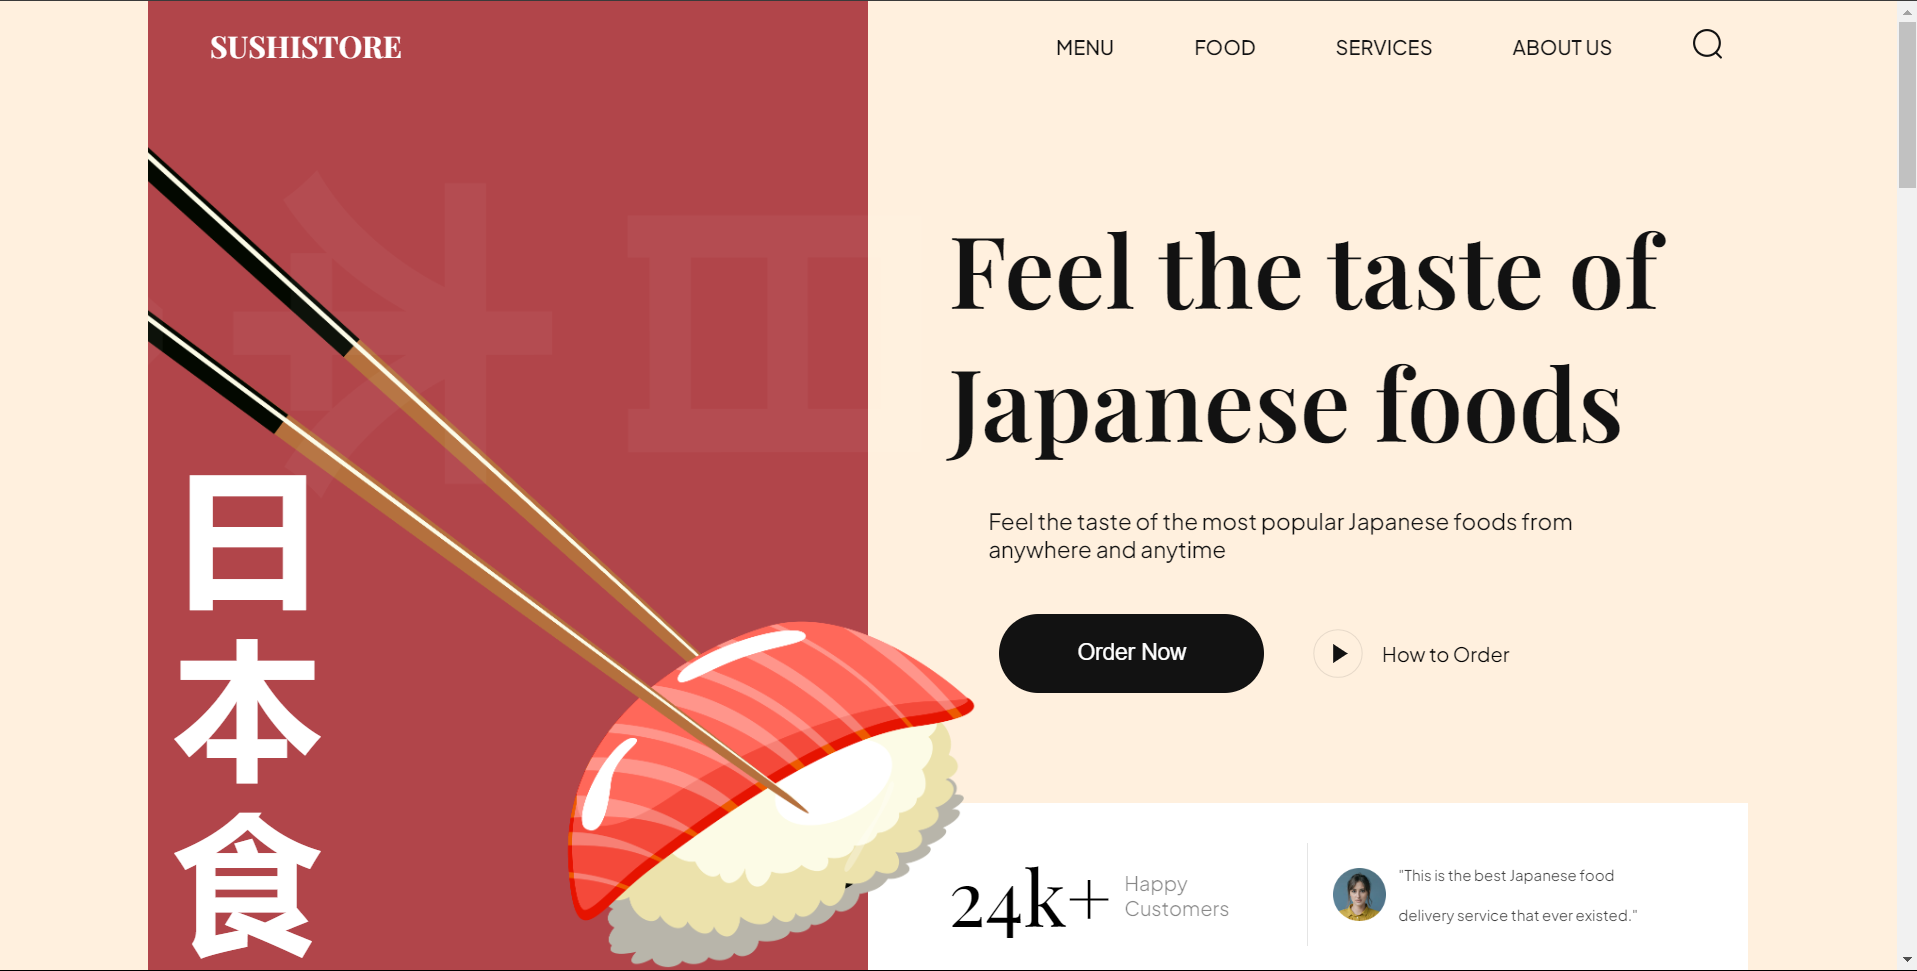 SUSHISTORE
MENU FOOD SERVICES ABOUT US
Feel the taste of
Japanese foods
Feel the taste of the most popular Japanese foods from
anywhere and anytime
Order Now
How to Order
日
本
食
24k+
Happy
Customers
"This is the best Japanese food
delivery service that ever existed."